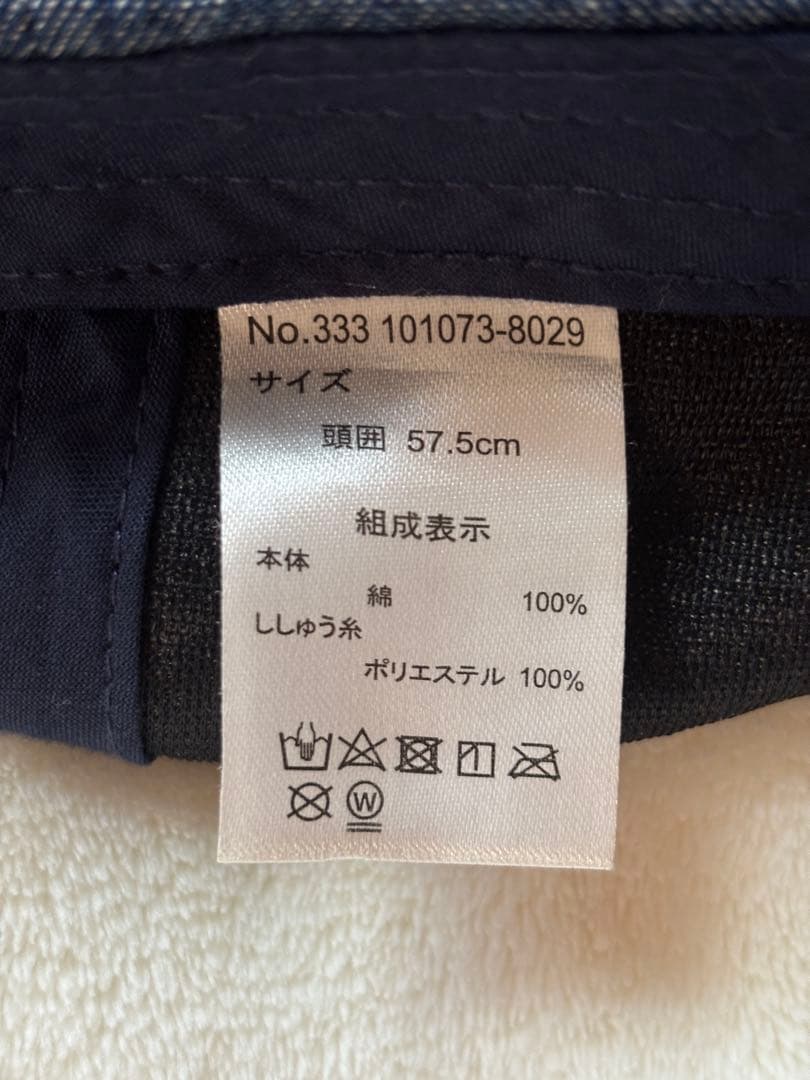 No.333 101073-8029
サイズ
頭囲 57.5cm
組成表示
本体
綿 100%
ししゅう糸
ポリエステル 100%
W